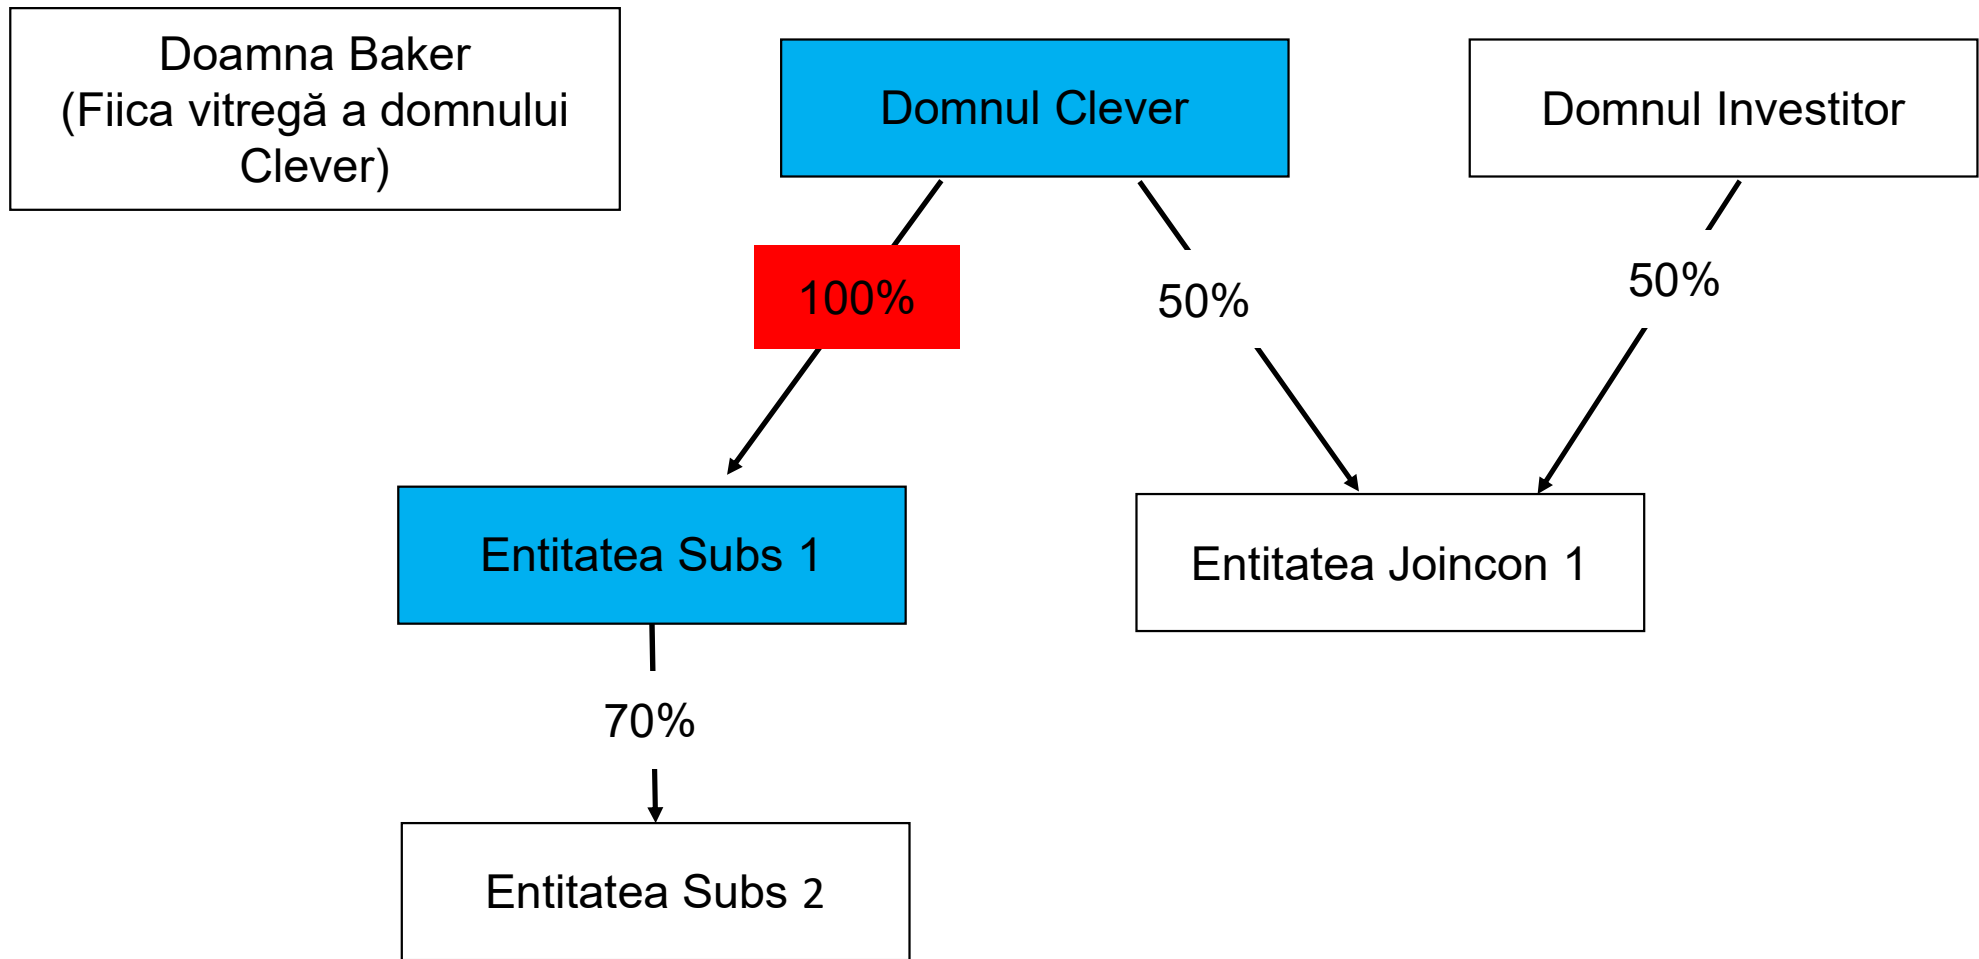 Doamna Baker
(Fiica vitregă a domnului
Clever)
Domnul Clever
Domnul Investitor
100%
50%
50%
Entitatea Subs 1
Entitatea Joincon 1
70%
Entitatea Subs 2